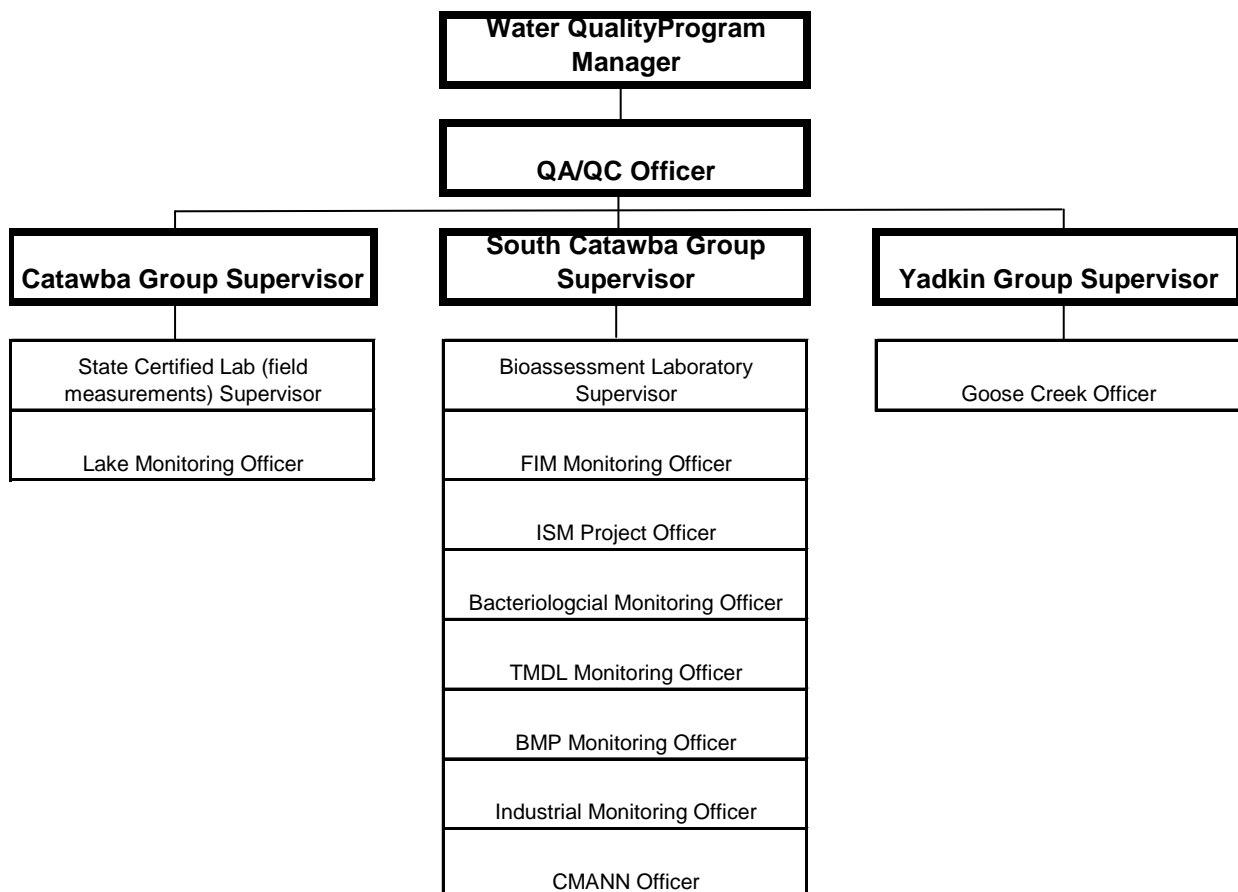 Water QualityProgram
Manager
QA/QC Officer
Catawba Group Supervisor
South Catawba Group
Supervisor
Yadkin Group Supervisor
State Certified Lab (field
measurements) Supervisor
Lake Monitoring Officer
Bioassessment Laboratory
Supervisor
FIM Monitoring Officer
ISM Project Officer
Bacteriologcial Monitoring Officer
TMDL Monitoring Officer
BMP Monitoring Officer
Industrial Monitoring Officer
CMANN Officer
Goose Creek Officer